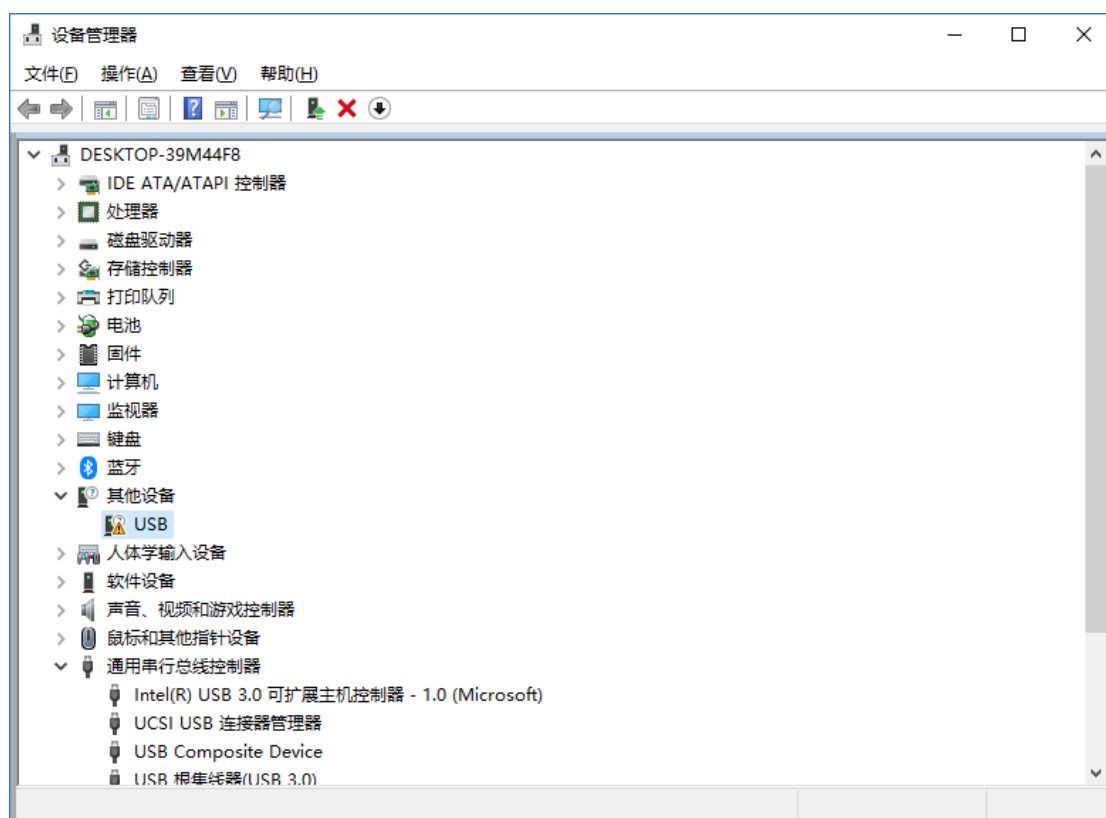 设备管理器
文件(F) 操作(A) 查看(V) 帮助(H)
DESKTOP-39M44F8
IDE ATA/ATAPI 控制器
处理器
磁盘驱动器
存储控制器
打印队列
电池
固件
计算机
监视器
键盘
蓝牙
其他设备
USB
人体学输入设备
软件设备
声音、视频和游戏控制器
鼠标和其他指针设备
通用串行总线控制器
Intel(R) USB 3.0 可扩展主机控制器 - 1.0 (Microsoft)
UCSI USB 连接器管理器
USB Composite Device
USB 根集线器(USB 3.0)